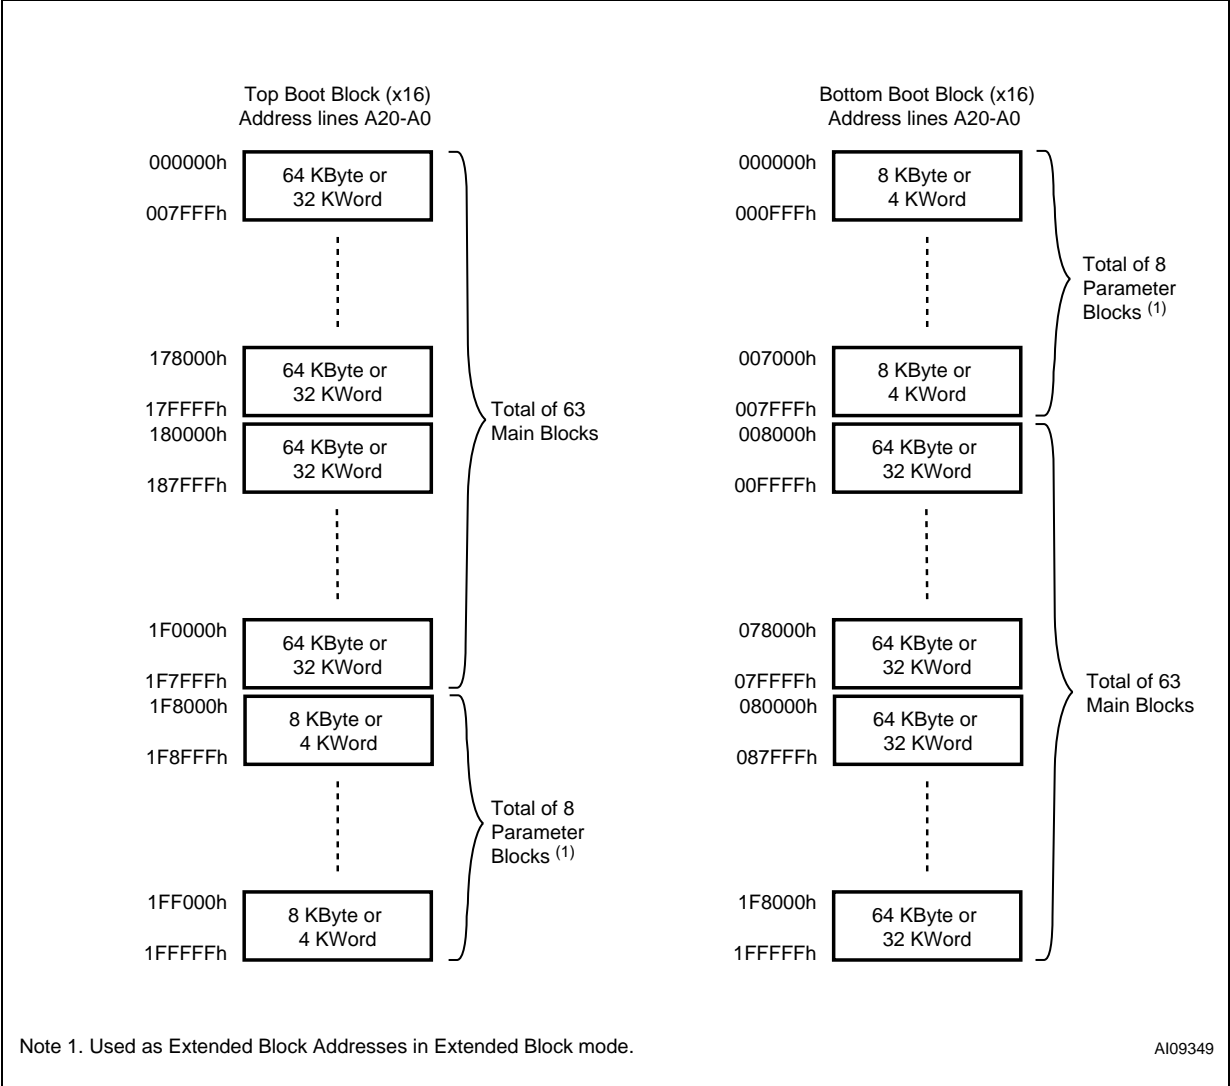 Top Boot Block (x16)
Address lines A20-A0
000000h
64 KByte or
32 KWord
007FFFh
178000h
64 KByte or
32 KWord
17FFFFh
180000h
64 KByte or
32 KWord
187FFFh
Total of 63
Main Blocks
1F0000h
64 KByte or
32 KWord
1F7FFFh
1F8000h
8 KByte or
4 KWord
1F8FFFh
Total of 8
Parameter
Blocks (1)
1FF000h
8 KByte or
4 KWord
1FFFFFh
Bottom Boot Block (x16)
Address lines A20-A0
000000h
8 KByte or
4 KWord
000FFFh
Total of 8
Parameter
Blocks (1)
007000h
8 KByte or
4 KWord
007FFFh
008000h
64 KByte or
32 KWord
00FFFFh
078000h
64 KByte or
32 KWord
07FFFFh
080000h
64 KByte or
32 KWord
087FFFh
Total of 63
Main Blocks
1F8000h
64 KByte or
32 KWord
1FFFFFh
Note 1. Used as Extended Block Addresses in Extended Block mode.
AI09349